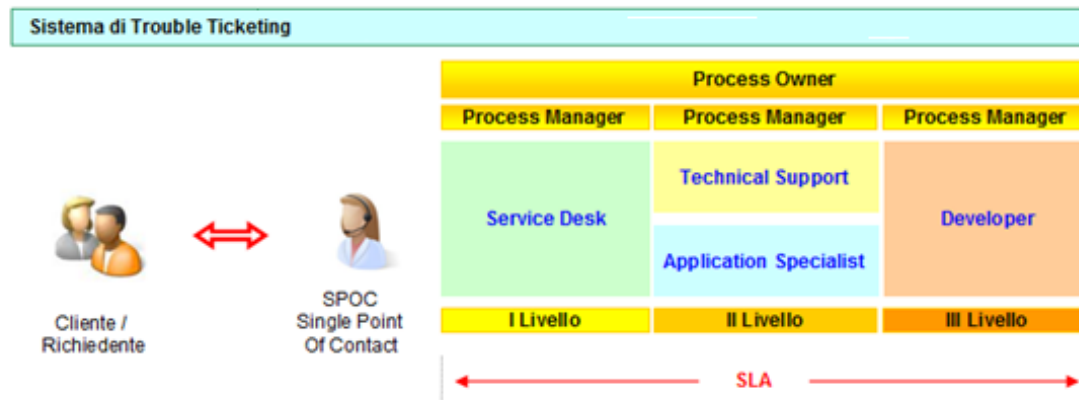 Sistema di Trouble Ticketing
Process Owner
Process Manager
Process Manager
Process Manager
Service Desk
Technical Support
Application Specialist
Developer
Cliente /
Richiedente
SPOC
Single Point
Of Contact
I Livello
II Livello
III Livello
SLA